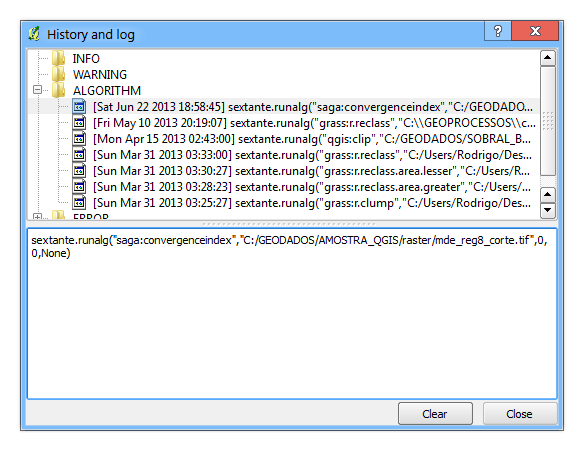 History and log
INFO
WARNING
ALGORITHM
[Sat Jun 22 2013 18:58:45] sextante.runalg("saga:convergenceindex","C:/GEODADO...
[Fri May 10 2013 20:19:07] sextante.runalg("grass:r.reclass","C:\\GEOPROCESSOS\\c...
[Mon Apr 15 2013 02:43:00] sextante.runalg("qgis:clip","C:/GEODADOS/SOBRAL_B...
[Sun Mar 31 2013 03:33:00] sextante.runalg("grass:r.reclass","C:/Users/Rodrigo/Des...
[Sun Mar 31 2013 03:30:27] sextante.runalg("grass:r.reclass.area.lesser","C:/Users/R...
[Sun Mar 31 2013 03:28:23] sextante.runalg("grass:r.reclass.area.greater","C:/Users/...
[Sun Mar 31 2013 03:25:27] sextante.runalg("grass:r.clump","C:/Users/Rodrigo/Des...
ERROR
sextante.runalg("saga:convergenceindex","C:/GEODADOS/AMOSTRA_QGIS/raster/mde_reg8_corte.tif",0,
0,None)
Clear Close